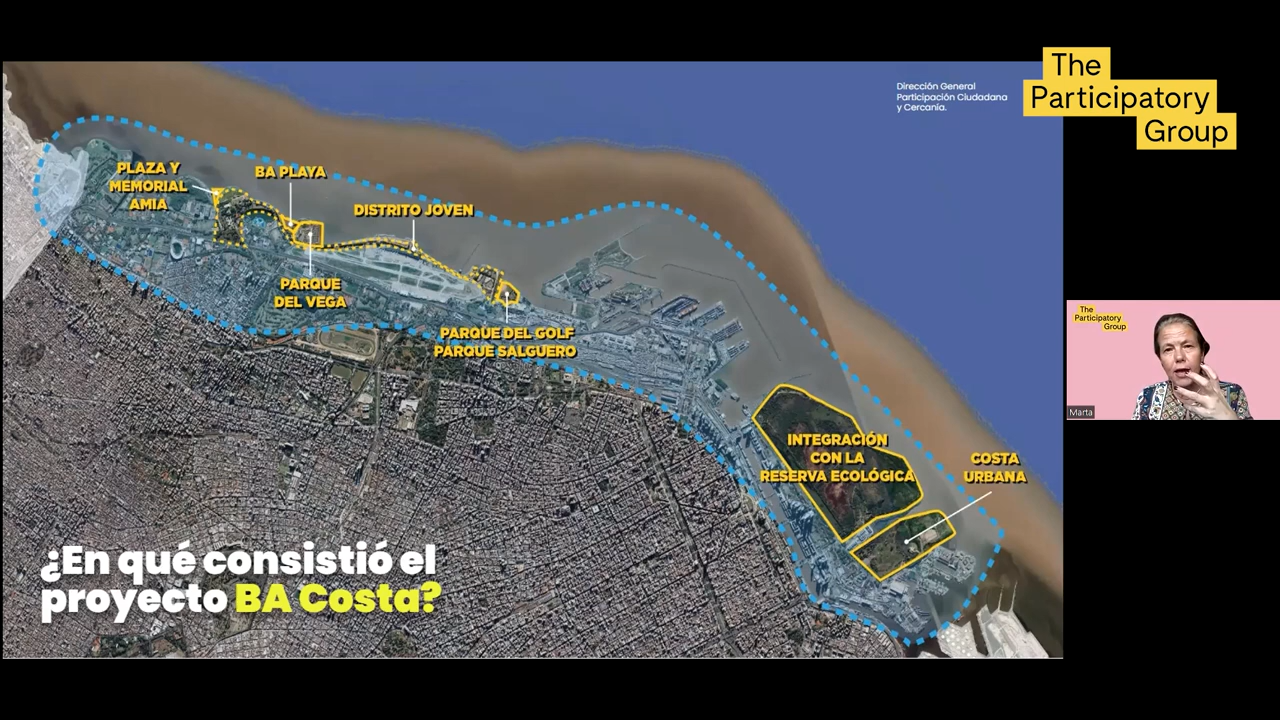 The
Participatory
Group
Dirección General
Participación Ciudadana
y Cercanía.
PLAZA Y
MEMORIAL
AMIA
BA PLAYA
DISTRITO JOVEN
PARQUE
DEL VEGA
PARQUE DEL GOLF
PARQUE SALGUERO
INTEGRACIÓN
CON LA
RESERVA ECOLÓGICA
COSTA
URBANA
¿En qué consistió el
proyecto BA Costa?
The
Participatory
Group
Marta